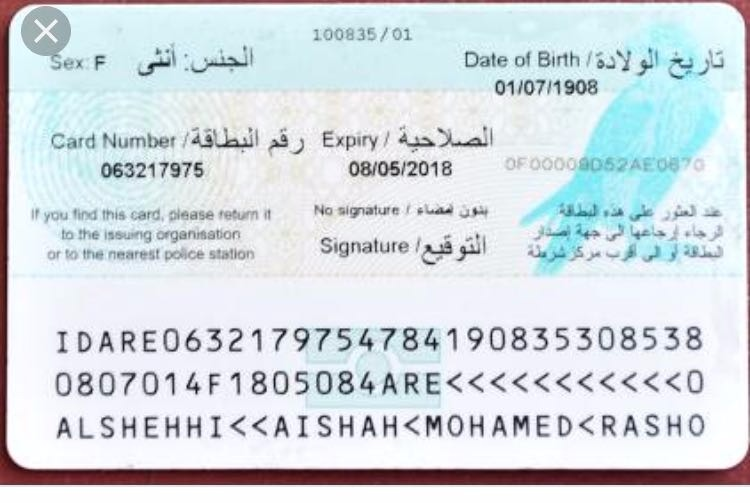 100835/01
Sex: F الجنس: أنثى
Date of Birth / تاريخ الولادة
01/07/1908
Card Number / رقم البطاقة
063217975
Expiry / الصلاحية
08/05/2018
0F00009D52AE0670
If you find this card, please return it
to the issuing organisation
or to the nearest police station
No signature / بدون امضاء
Signature / التوقيع
عند العثور على هذه البطاقة
الرجاء إرجاعها الى جهة إصدار
البطاقة أو الى أقرب مركز شرطة
IDARE0632179754784190835308538
0807014F1805084ARE<<<<<<<<<<<0
ALSHEHHI<<AISHAH<MOHAMED<RASHO